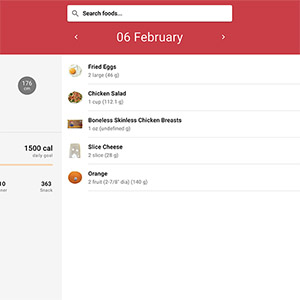 Search foods...
06 February
176
cm
Fried Eggs
2 large (46 g)
Chicken Salad
1 cup (112.1 g)
Boneless Skinless Chicken Breasts
1 oz (undefined g)
1500 cal
daily goal
Slice Cheese
2 slice (28 g)
Orange
2 fruit (2-7/8" dia) (140 g)
363
Snack